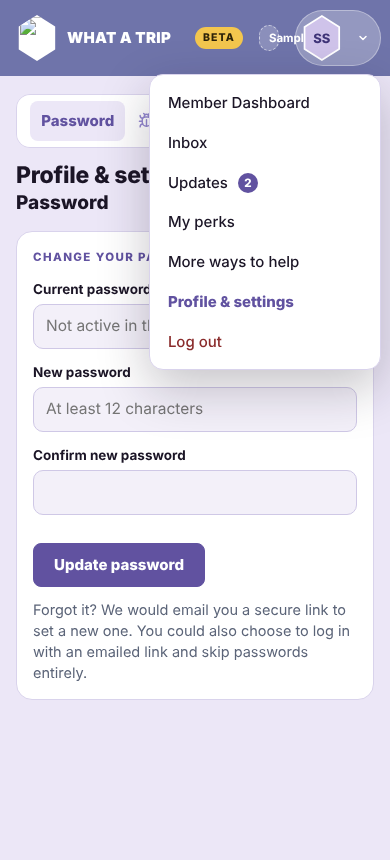 WHAT A TRIP
BETA
Sampl
SS
Member Dashboard
Inbox
Updates 2
My perks
More ways to help
Profile & settings
Log out
Password
Profile & set
Password
CHANGE YOUR PA
Current password
Not active in th
New password
At least 12 characters
Confirm new password
Update password
Forgot it? We would email you a secure link to
set a new one. You could also choose to log in
with an emailed link and skip passwords
entirely.